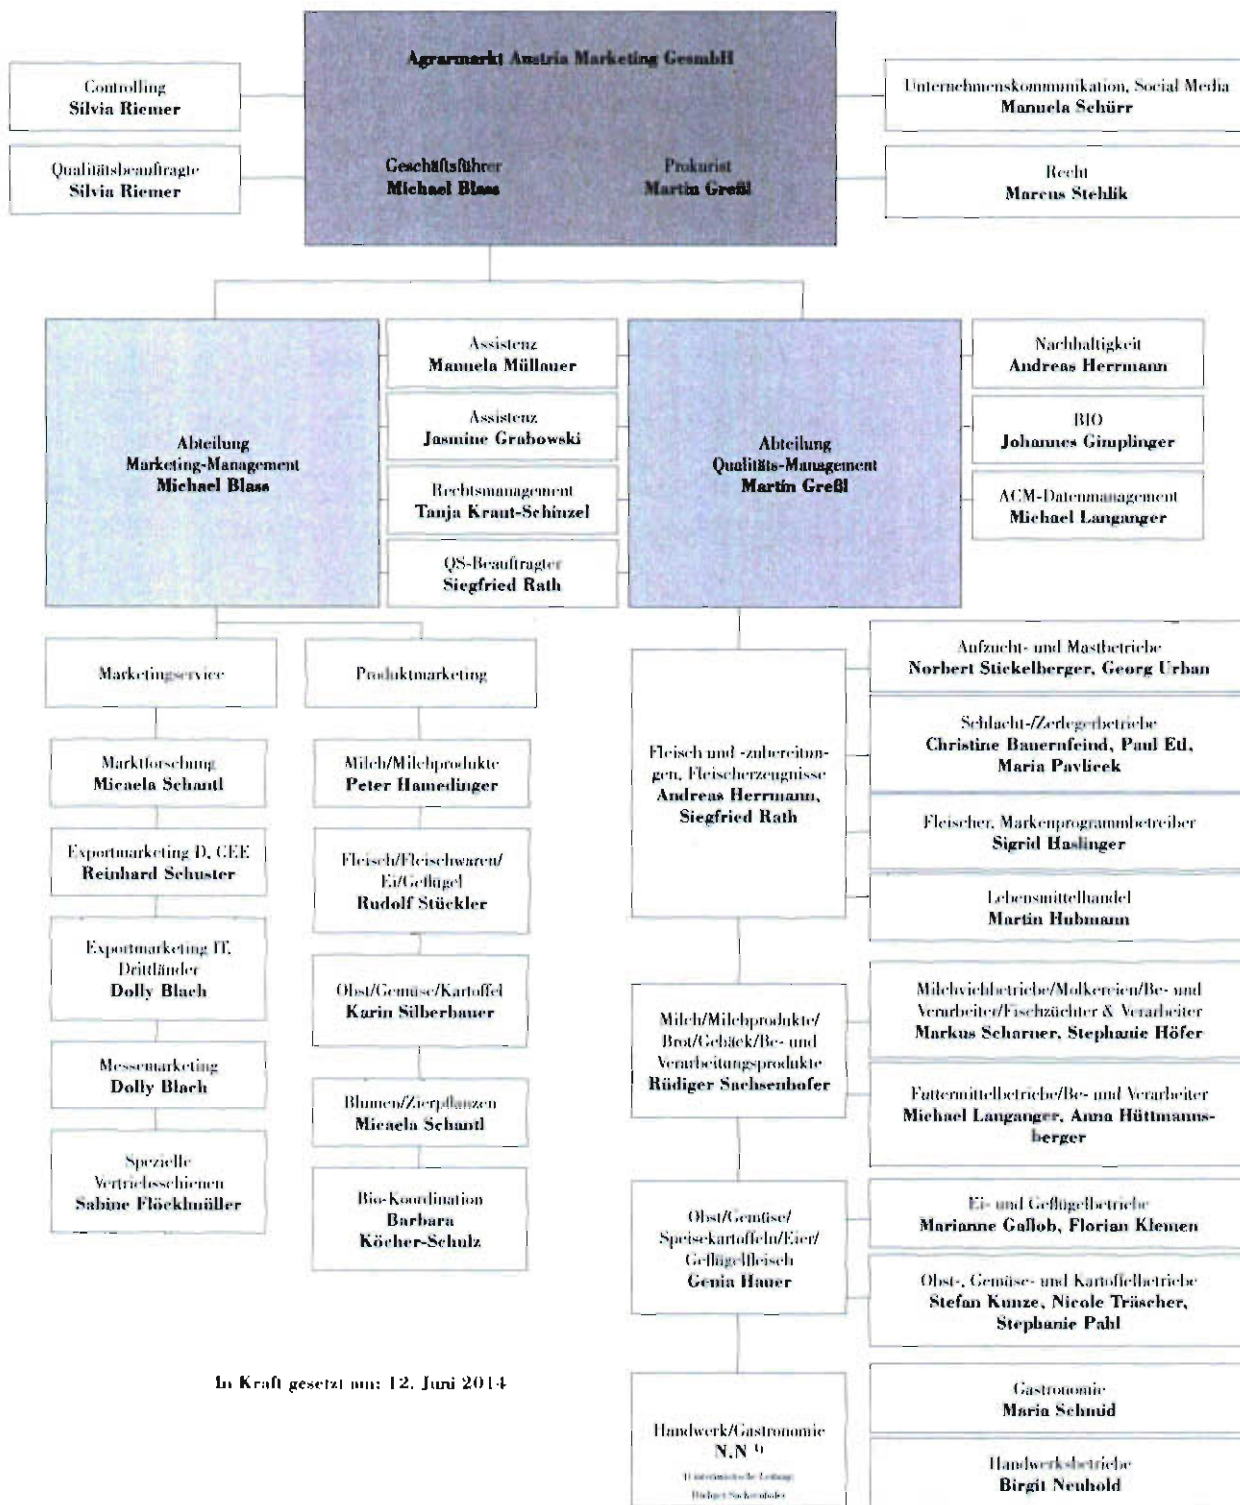 Agrarmarkt Austria Marketing GesmbH
Geschäftsführer
Michael Blass
Prokurist
Martin Greßl
Controlling
Silvia Riemer
Qualitätsbeauftragte
Silvia Riemer
Unternehmenskommunikation, Social Media
Manuela Schürr
Recht
Marcus Stehlik
Abteilung
Marketing-Management
Michael Blass
Assistenz
Manuela Müllauer
Assistenz
Jasmine Grabowski
Rechtsmanagement
Tanja Kraut-Schinzel
QS-Beauftragter
Siegfried Rath
Abteilung
Qualitäts-Management
Martin Greßl
Nachhaltigkeit
Andreas Herrmann
BIO
Johannes Gimplinger
ACM-Datenmanagement
Michael Langanger
Marketingservice
Marktforschung
Micaela Schantl
Exportmarketing D, CEE
Reinhard Schuster
Exportmarketing IT,
Drittländer
Dolly Blach
Messemarketing
Dolly Blach
Spezielle
Vertriebsschienen
Sabine Flöcklmüller
Produktmarketing
Milch/Milchprodukte
Peter Hamedinger
Fleisch/Fleischwaren/
Ei/Geflügel
Rudolf Stückler
Obst/Gemüse/Kartoffel
Karin Silberbauer
Blumen/Zierpflanzen
Micaela Schantl
Bio-Koordination
Barbara
Köcher-Schulz
Fleisch und -zubereitun-
gen, Fleischerzeugnisse
Andreas Herrmann,
Siegfried Rath
Aufzucht- und Mastbetriebe
Norbert Stickelberger, Georg Urban
Schlacht-/Zerlegerbetriebe
Christine Bauernfeind, Paul Etl,
Maria Pavlicek
Fleischer, Markenprogrammbetreiber
Sigrid Haslinger
Lebensmittelhandel
Martin Hubmann
Milch/Milchprodukte/
Brot/Gebäck/Be- und
Verarbeitungsprodukte
Rüdiger Sachsenhofer
Milchviehbetriebe/Molkereien/Be- und
Verarbeiter/Fischzüchter & Verarbeiter
Markus Scharner, Stephanie Höfer
Futtermittelbetriebe/Be- und Verarbeiter
Michael Langanger, Anna Hüttmanns-
berger
Obst/Gemüse/
Speisekartoffeln/Eier/
Geflügelfleisch
Genia Hauer
Ei- und Geflügelbetriebe
Marianne Gallob, Florian Klemen
Obst-, Gemüse- und Kartoffelbetriebe
Stefan Kunze, Nicole Träscher,
Stephanie Pahl
Handwerk/Gastronomie
N.N 1)
1) interimistische Leitung:
Gastronomie
Maria Schmid
Handwerksbetriebe
Birgit Neuhold
In Kraft gesetzt am: 12. Juni 2014